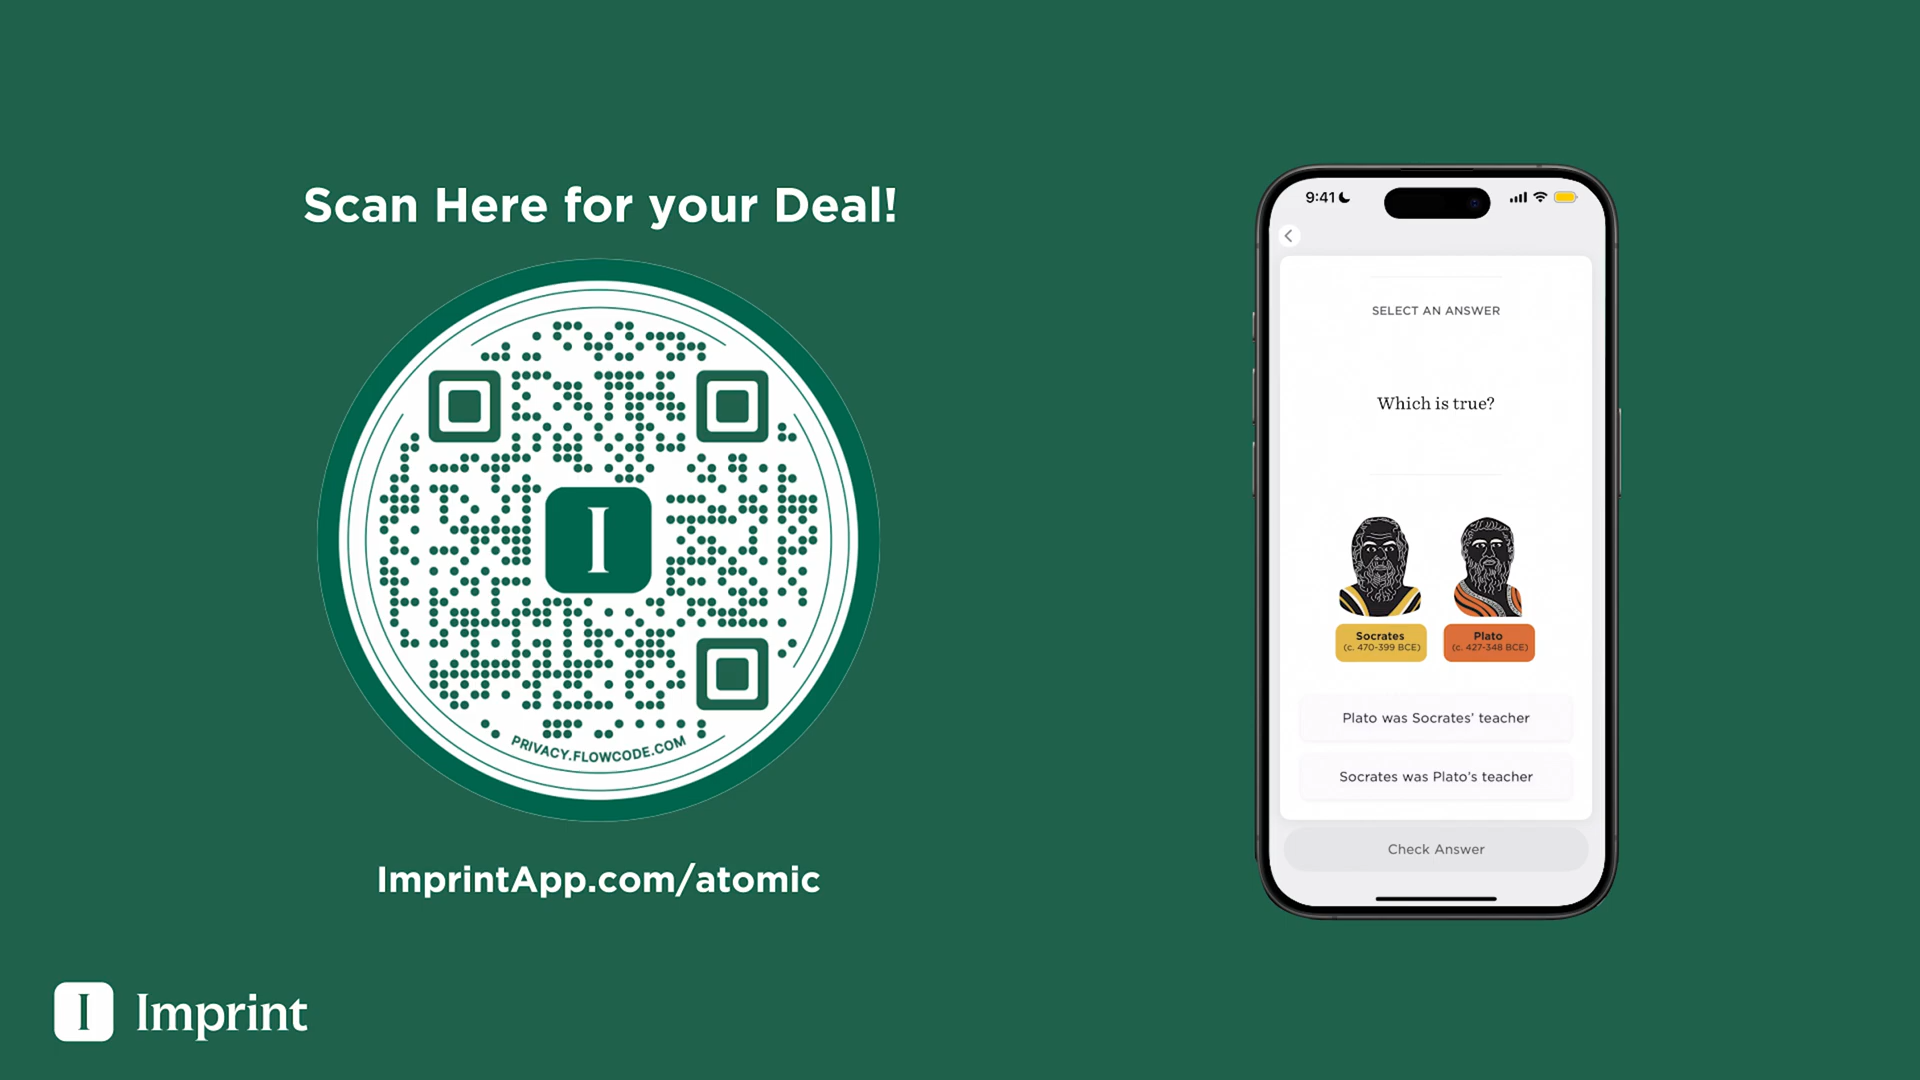 Scan Here for your Deal!
I
PRIVACY.FLOWCODE.COM
ImprintApp.com/atomic
I Imprint
9:41
SELECT AN ANSWER
Which is true?
Socrates
(c. 470-399 BCE)
Plato
(c. 427-348 BCE)
Plato was Socrates’ teacher
Socrates was Plato’s teacher
Check Answer